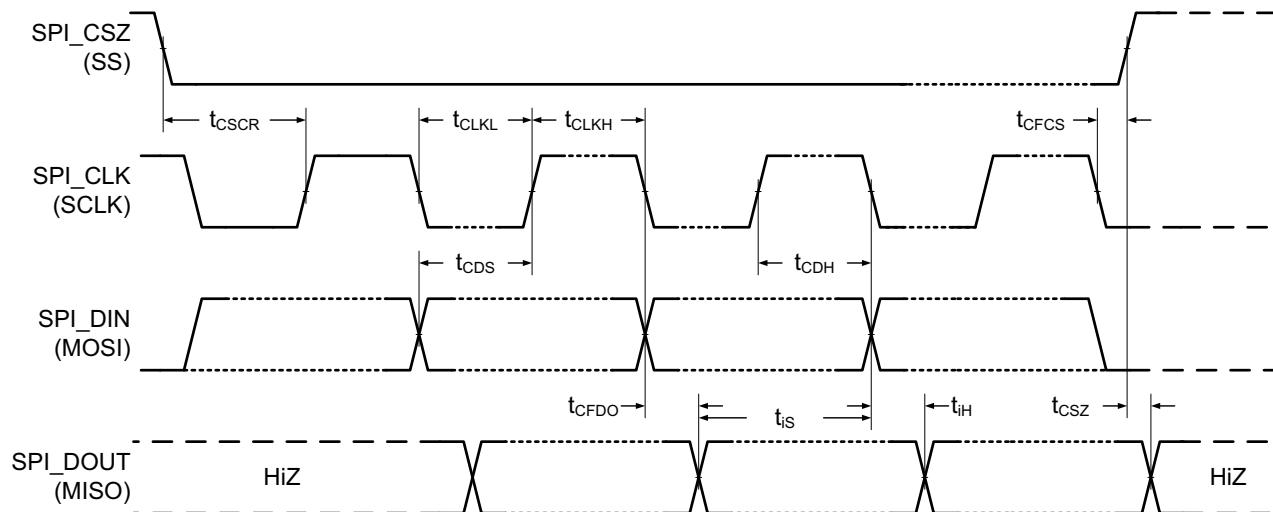 SPI_CSZ
(SS)
tCSCR
tCLKL
tCLKH
tCFCS
SPI_CLK
(SCLK)
tCDS
tCDH
SPI_DIN
(MOSI)
tCFDO
tiS
tiH
tCSZ
SPI_DOUT
(MISO)
HiZ
HiZ